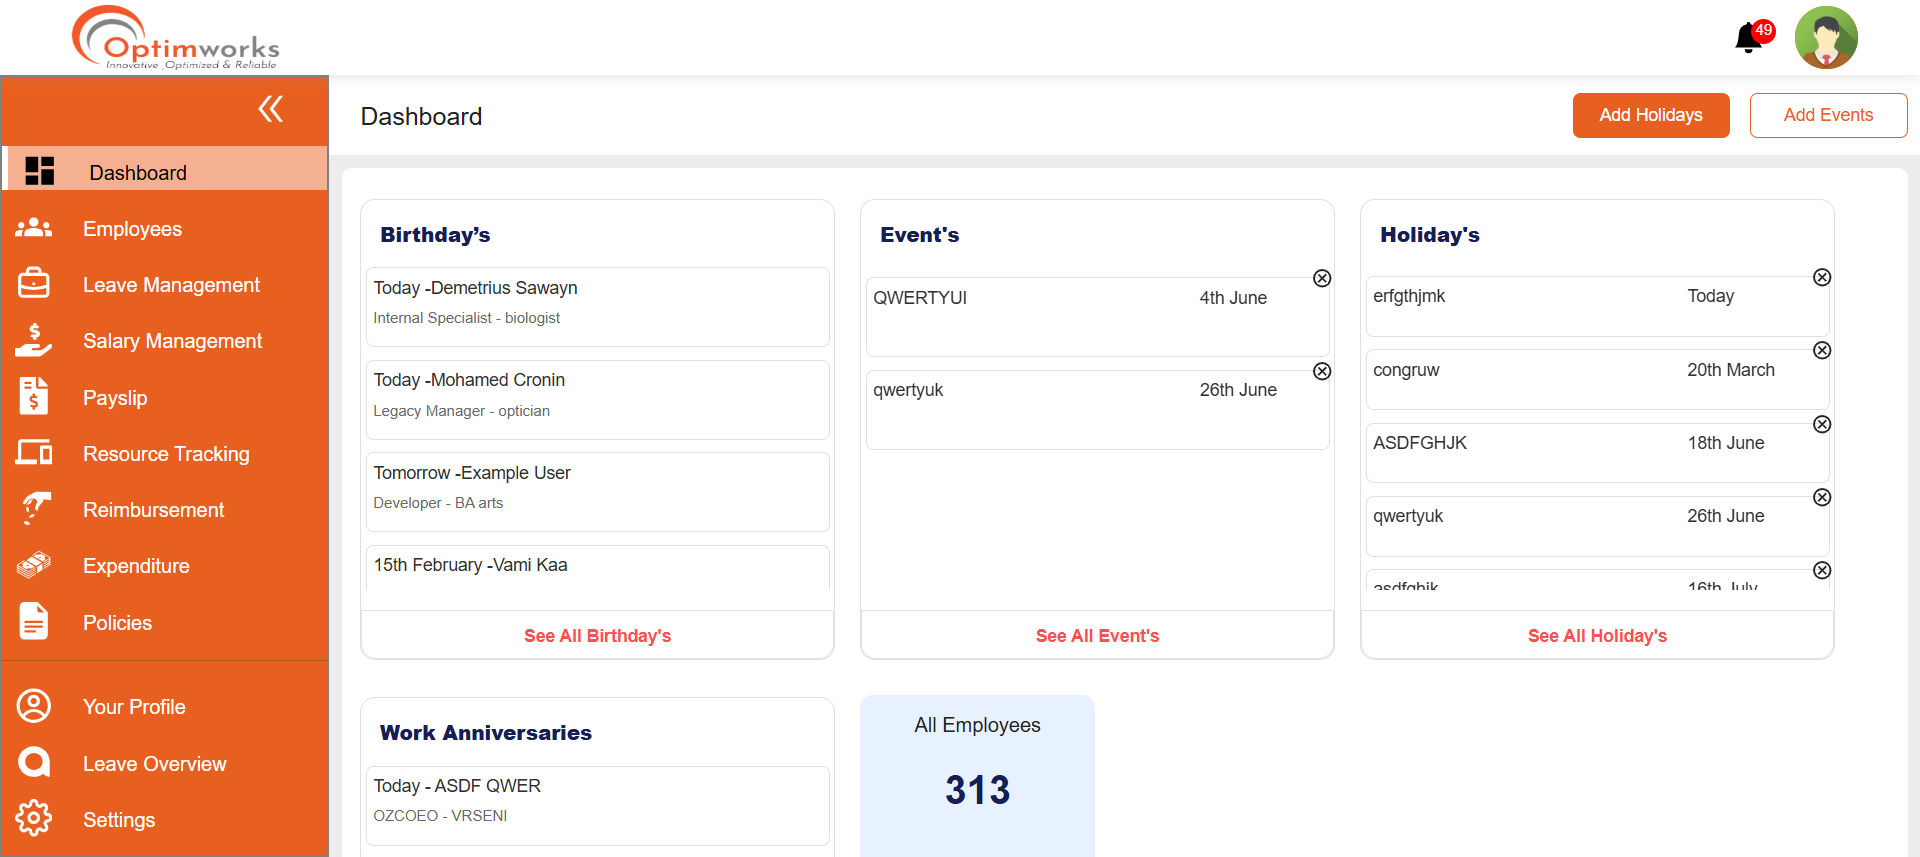 Optimworks
Innovative ,Optimized & Reliable
49
Dashboard
Add Holidays
Add Events
Dashboard
Employees
Leave Management
Salary Management
Payslip
Resource Tracking
Reimbursement
Expenditure
Policies
Your Profile
Leave Overview
Settings
Birthday’s
Today -Demetrius Sawayn
Internal Specialist - biologist
Today -Mohamed Cronin
Legacy Manager - optician
Tomorrow -Example User
Developer - BA arts
15th February -Vami Kaa
See All Birthday's
Event's
QWERTYUI 4th June
qwertyuk 26th June
See All Event's
Holiday's
erfgthjmk Today
congruw 20th March
ASDFGHJK 18th June
qwertyuk 26th June
asdfghjk 16th July
See All Holiday's
Work Anniversaries
Today - ASDF QWER
OZCOEO - VRSENI
All Employees
313